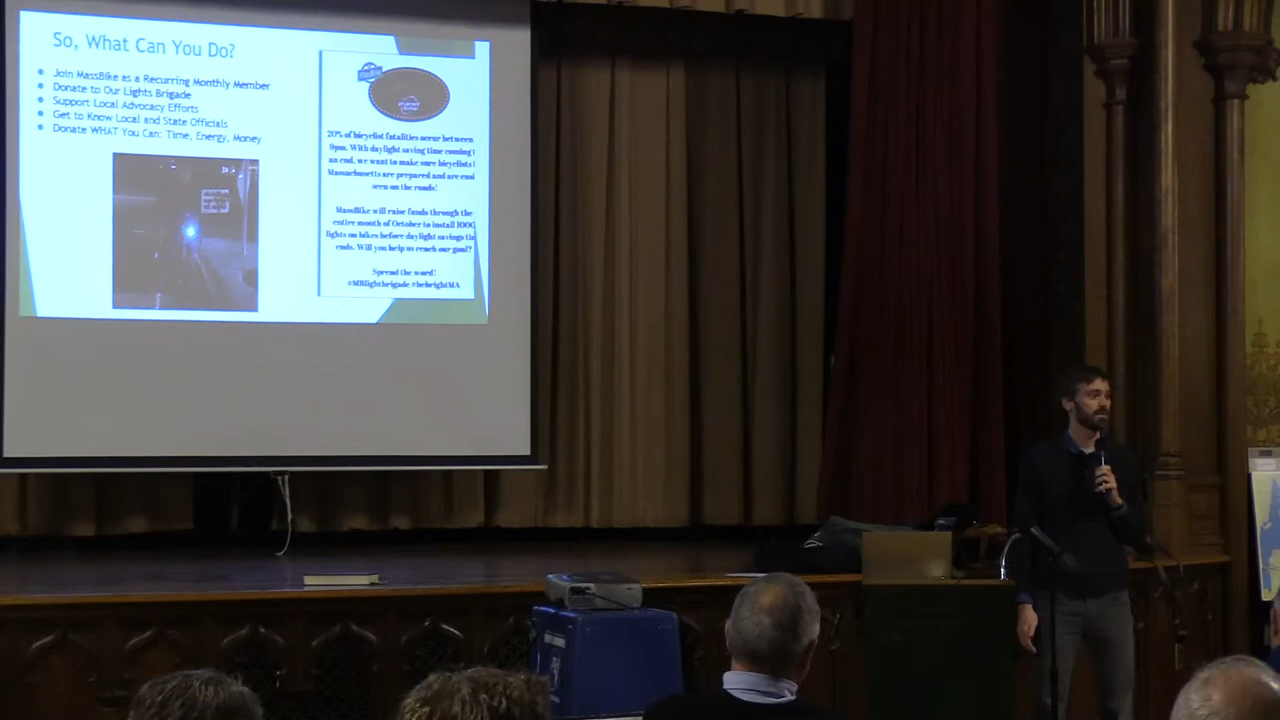 So, What Can You Do?
Join MassBike as a Recurring Monthly Member
Donate to Our Lights Brigade
Support Local Advocacy Efforts
Get to Know Local and State Officials
Donate WHAT You Can: Time, Energy, Money
20% of bicyclist fatalities occur between
9pm. With daylight saving time coming
an end, we want to make sure bicyclists
Massachusetts are prepared and are
seen on the roads!
MassBike will raise funds through the
entire month of October to install 1000
lights on bikes before daylight savings
ends. Will you help us reach our goal?
Spread the word!
#MBlightbrigade #bebrightMA